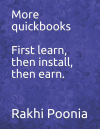 More
quickbooks
First learn,
then install,
then earn.
Rakhi Poonia